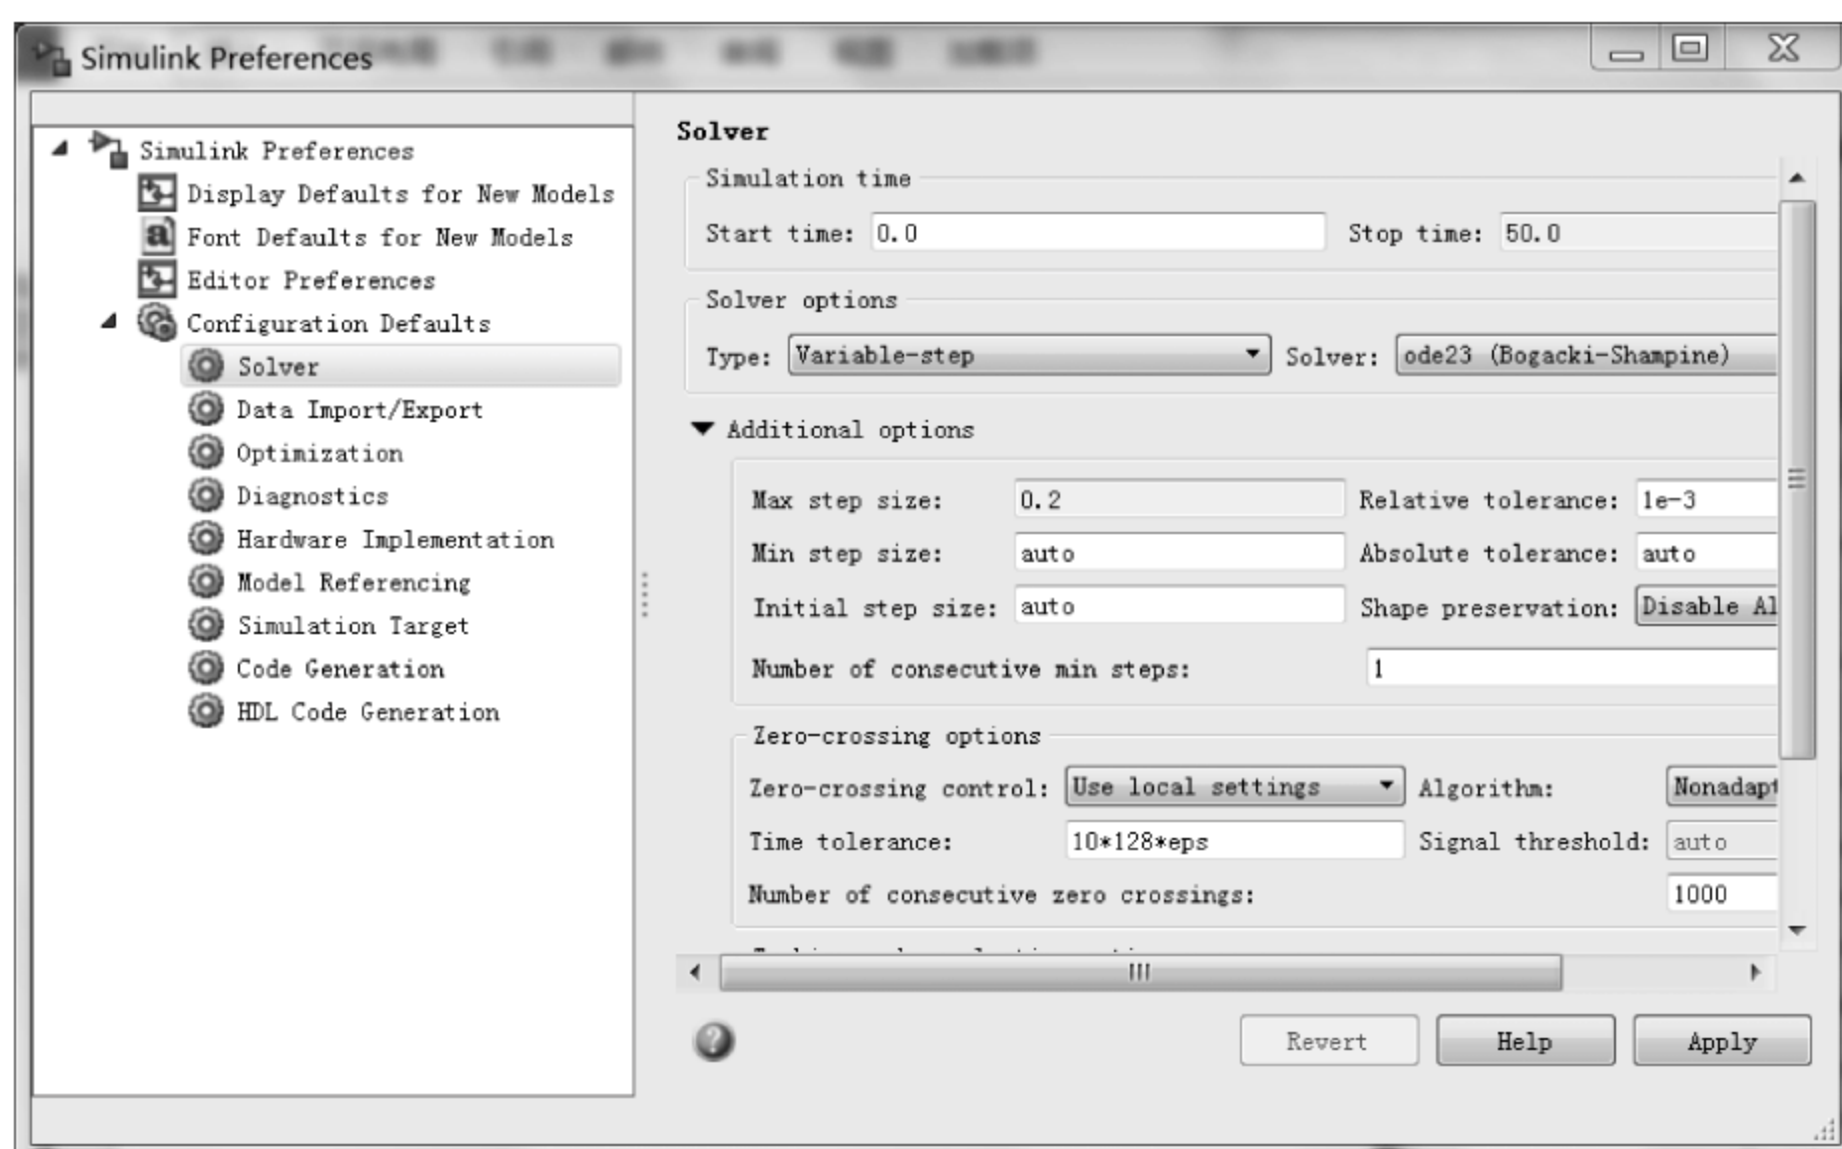 Simulink Preferences
Simulink Preferences
Display Defaults for New Models
Font Defaults for New Models
Editor Preferences
Configuration Defaults
Solver
Data Import/Export
Optimization
Diagnostics
Hardware Implementation
Model Referencing
Simulation Target
Code Generation
HDL Code Generation
Solver
Simulation time
Start time: 0.0 Stop time: 50.0
Solver options
Type: Variable-step Solver: ode23 (Bogacki-Shampine)
Additional options
Max step size: 0.2 Relative tolerance: 1e-3
Min step size: auto Absolute tolerance: auto
Initial step size: auto Shape preservation: Disable Al
Number of consecutive min steps: 1
Zero-crossing options
Zero-crossing control: Use local settings Algorithm: Nonadapt
Time tolerance: 10*128*eps Signal threshold: auto
Number of consecutive zero crossings: 1000
Revert Help Apply